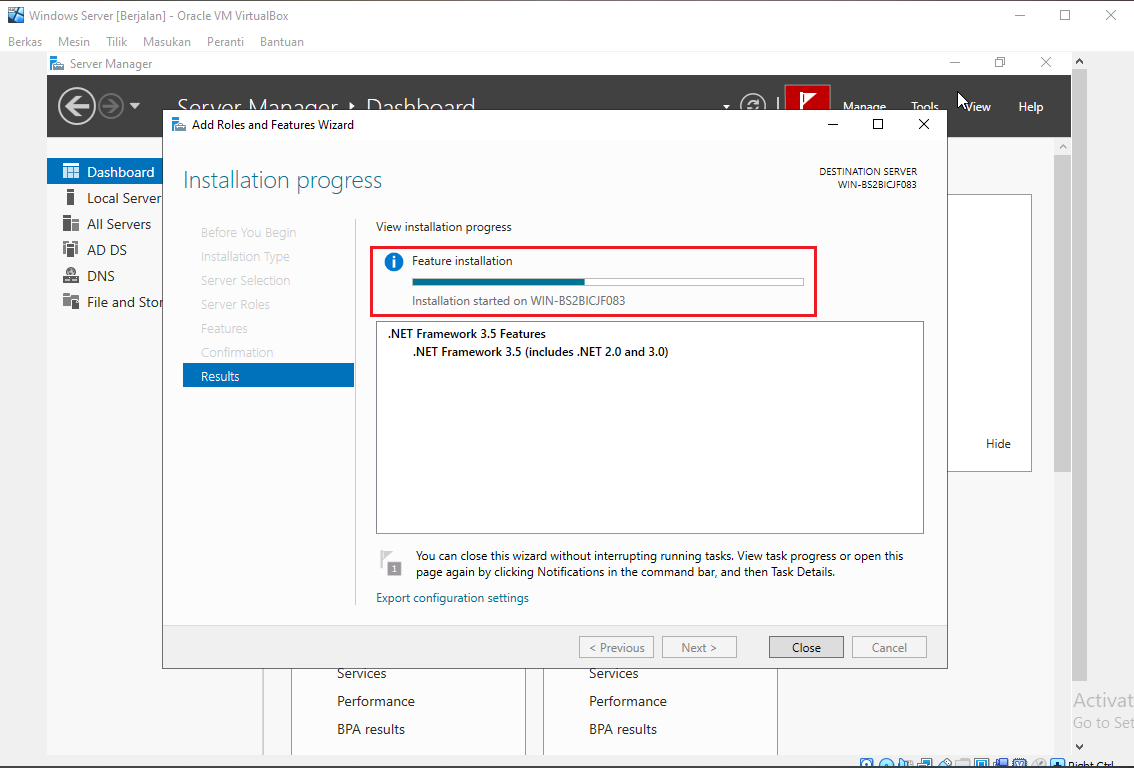 Windows Server [Berjalan] - Oracle VM VirtualBox
Berkas Mesin Tilik Masukan Peranti Bantuan
Server Manager
Server Manager Dashboard
Manage Tools View Help
Add Roles and Features Wizard
Installation progress
DESTINATION SERVER
WIN-BS2BICJF083
Dashboard
Local Server
All Servers
AD DS
DNS
File and Stor
Before You Begin
Installation Type
Server Selection
Server Roles
Features
Confirmation
Results
View installation progress
Feature installation
Installation started on WIN-BS2BICJF083
.NET Framework 3.5 Features
.NET Framework 3.5 (includes .NET 2.0 and 3.0)
Hide
1
You can close this wizard without interrupting running tasks. View task progress or open this
page again by clicking Notifications in the command bar, and then Task Details.
Export configuration settings
< Previous Next > Close Cancel
Services Services
Performance Performance
BPA results BPA results
Activat
Go to Set
Right Ctrl